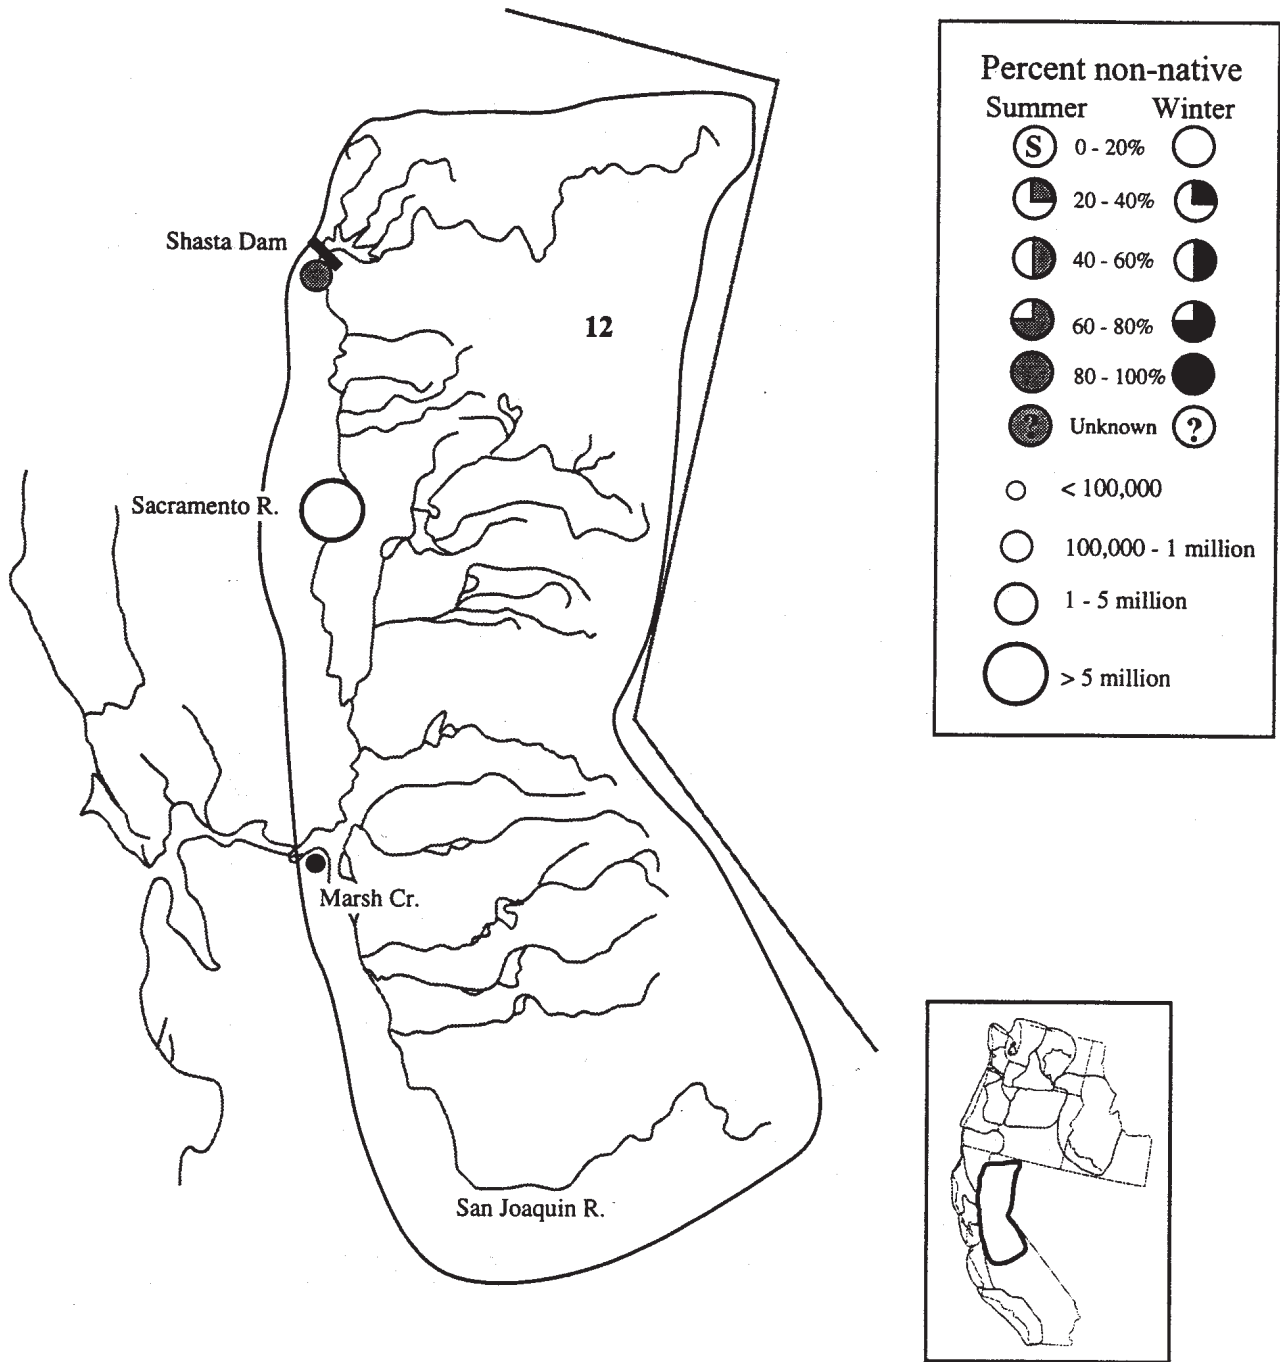 Shasta Dam
12
Sacramento R.
Marsh Cr.
San Joaquin R.
Percent non-native
Summer Winter
S 0 - 20%
20 - 40%
40 - 60%
60 - 80%
80 - 100%
? Unknown ?
< 100,000
100,000 - 1 million
1 - 5 million
> 5 million